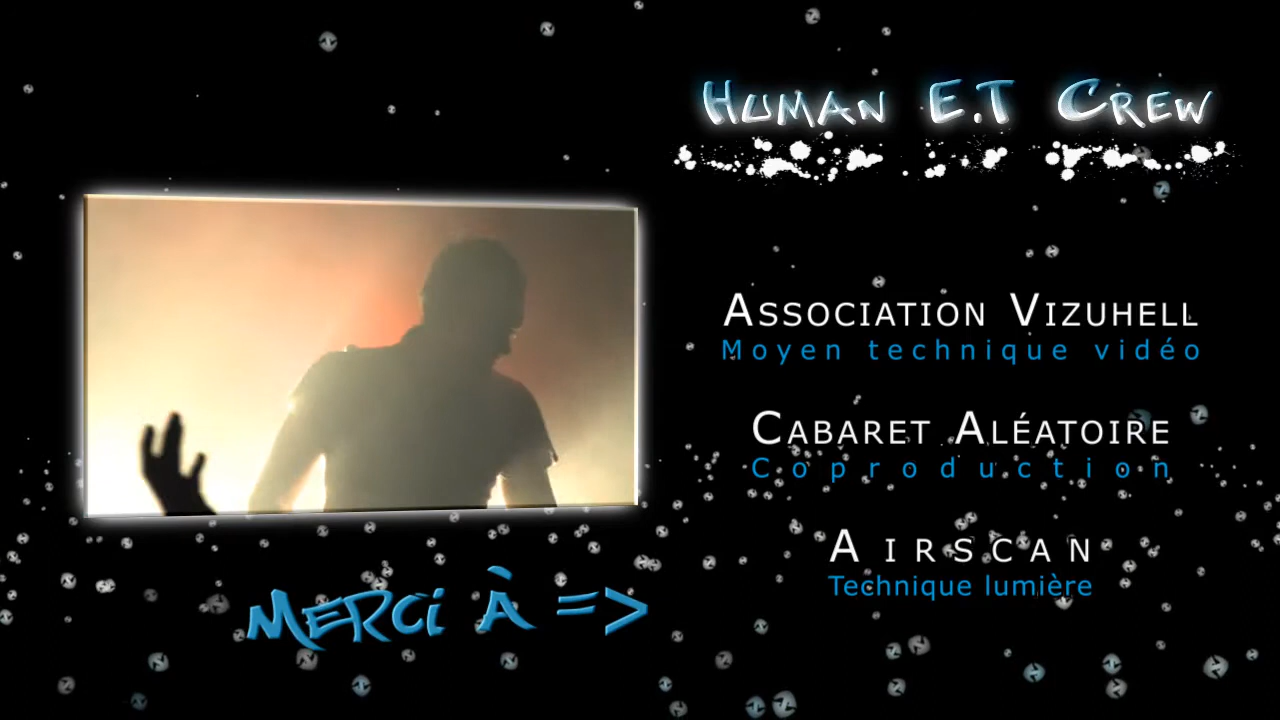 Human E.T Crew
Association Vizuhell
Moyen technique vidéo
Cabaret Aléatoire
Coproduction
Airscan
Technique lumière
Merci À =>